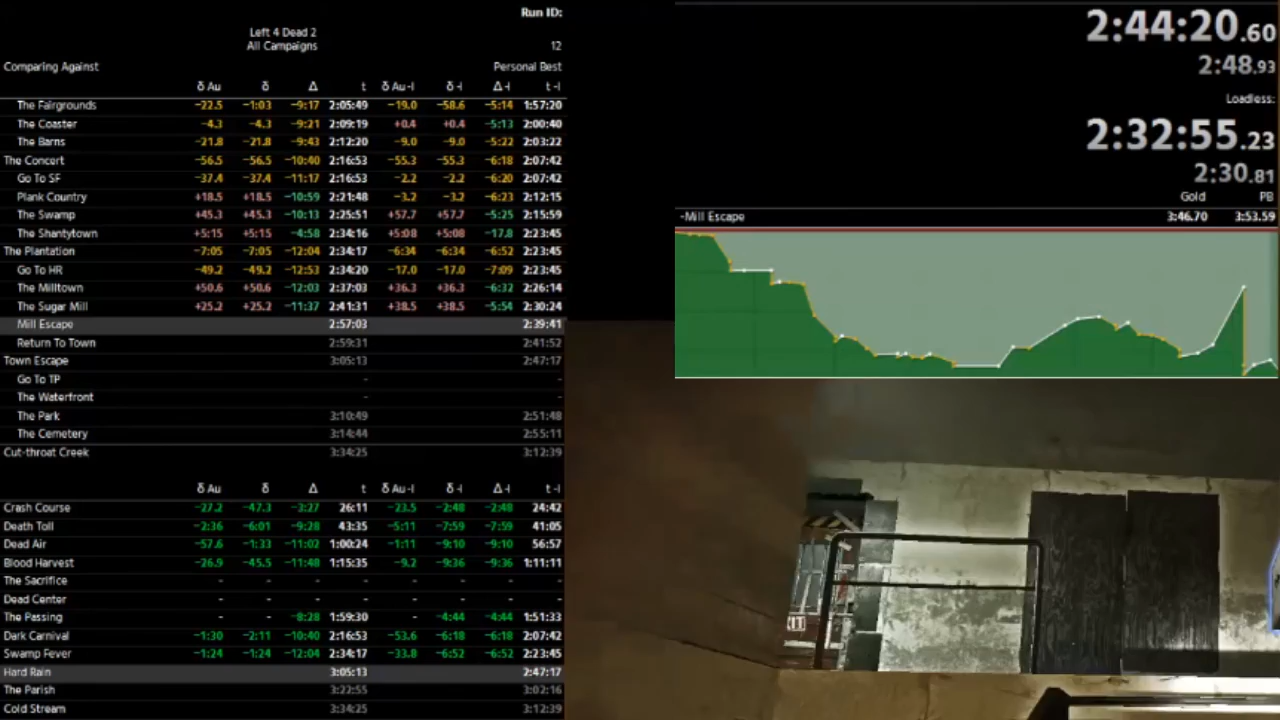 Run ID:
Left 4 Dead 2
All Campaigns
12
Comparing Against Personal Best
δ Au δ Δ t δ Au-I δ -I Δ -I t -I
The Fairgrounds -22.5 -1:03 -9:17 2:05:49 -19.0 -58.6 -5:14 1:57:20
The Coaster -4.3 -4.3 -9:21 2:09:19 +0.4 +0.4 -5:13 2:00:40
The Barns -21.8 -21.8 -9:43 2:12:20 -9.0 -9.0 -5:22 2:03:22
The Concert -56.5 -56.5 -10:40 2:16:53 -55.3 -55.3 -6:18 2:07:42
Go To SF -37.4 -37.4 -11:17 2:16:53 -2.2 -2.2 -6:20 2:07:42
Plank Country +18.5 +18.5 -10:59 2:21:48 -3.2 -3.2 -6:23 2:12:15
The Swamp +45.3 +45.3 -10:13 2:25:51 +57.7 +57.7 -5:25 2:15:59
The Shantytown +5:15 +5:15 -4:58 2:34:16 +5:08 +5:08 -17.8 2:23:45
The Plantation -7:05 -7:05 -12:04 2:34:17 -6:34 -6:34 -6:52 2:23:45
Go To HR -49.2 -49.2 -12:53 2:34:20 -17.0 -17.0 -7:09 2:23:45
The Milltown +50.6 +50.6 -12:03 2:37:03 +36.3 +36.3 -6:32 2:26:14
The Sugar Mill +25.2 +25.2 -11:37 2:41:31 +38.5 +38.5 -5:54 2:30:24
Mill Escape 2:57:03 2:39:41
Return To Town 2:59:31 2:41:52
Town Escape 3:05:13 2:47:17
Go To TP - -
The Waterfront - -
The Park 3:10:49 2:51:48
The Cemetery 3:14:44 2:55:11
Cut-throat Creek 3:34:25 3:12:39
δ Au δ Δ t δ Au-I δ -I Δ -I t -I
Crash Course -27.2 -47.3 -3:27 26:11 -23.5 -2:48 -2:48 24:42
Death Toll -2:36 -6:01 -9:28 43:35 -5:11 -7:59 -7:59 41:05
Dead Air -57.6 -1:33 -11:02 1:00:24 -1:11 -9:10 -9:10 56:57
Blood Harvest -26.9 -45.5 -11:48 1:15:35 -9.2 -9:36 -9:36 1:11:11
The Sacrifice - - - - - - - -
Dead Center - - - - - - - -
The Passing - - -8:28 1:59:30 - -4:44 -4:44 1:51:33
Dark Carnival -1:30 -2:11 -10:40 2:16:53 -53.6 -6:18 -6:18 2:07:42
Swamp Fever -1:24 -1:24 -12:04 2:34:17 -33.8 -6:52 -6:52 2:23:45
Hard Rain 3:05:13 2:47:17
The Parish 3:22:55 3:02:16
Cold Stream 3:34:25 3:12:39
2:44:20.60
2:48.93
Loadless:
2:32:55.23
2:30.81
Gold PB
-Mill Escape 3:46.70 3:53.59